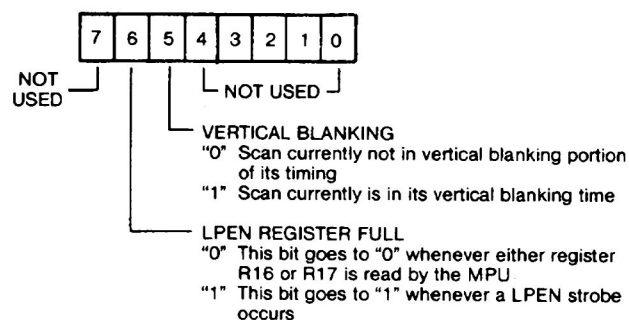 7 6 5 4 3 2 1 0
NOT
USED
NOT USED
VERTICAL BLANKING
"0" Scan currently not in vertical blanking portion
of its timing
"1" Scan currently is in its vertical blanking time
LPEN REGISTER FULL
"0" This bit goes to "0" whenever either register
R16 or R17 is read by the MPU
"1" This bit goes to "1" whenever a LPEN strobe
occurs